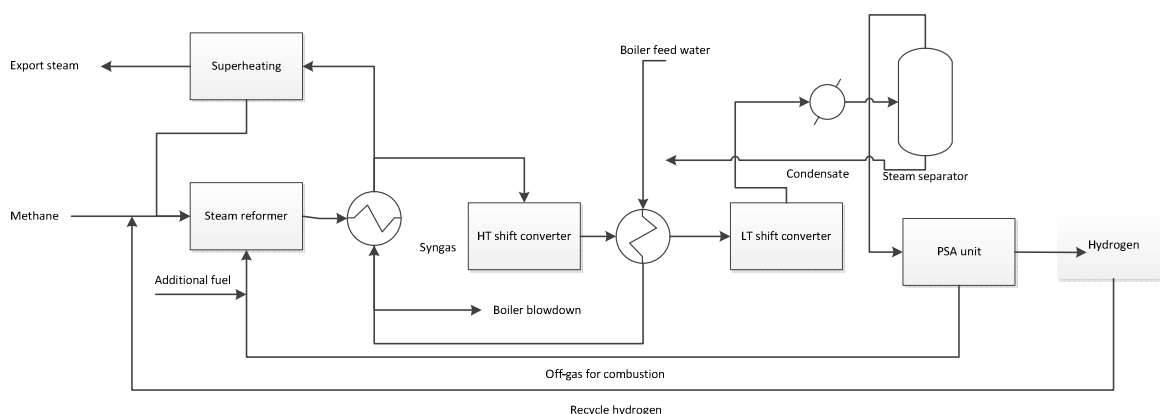 Boiler feed water
Export steam
Superheating
Condensate
Steam separator
Methane
Steam reformer
Syngas
HT shift converter
LT shift converter
PSA unit
Hydrogen
Additional fuel
Boiler blowdown
Off-gas for combustion
Recycle hydrogen